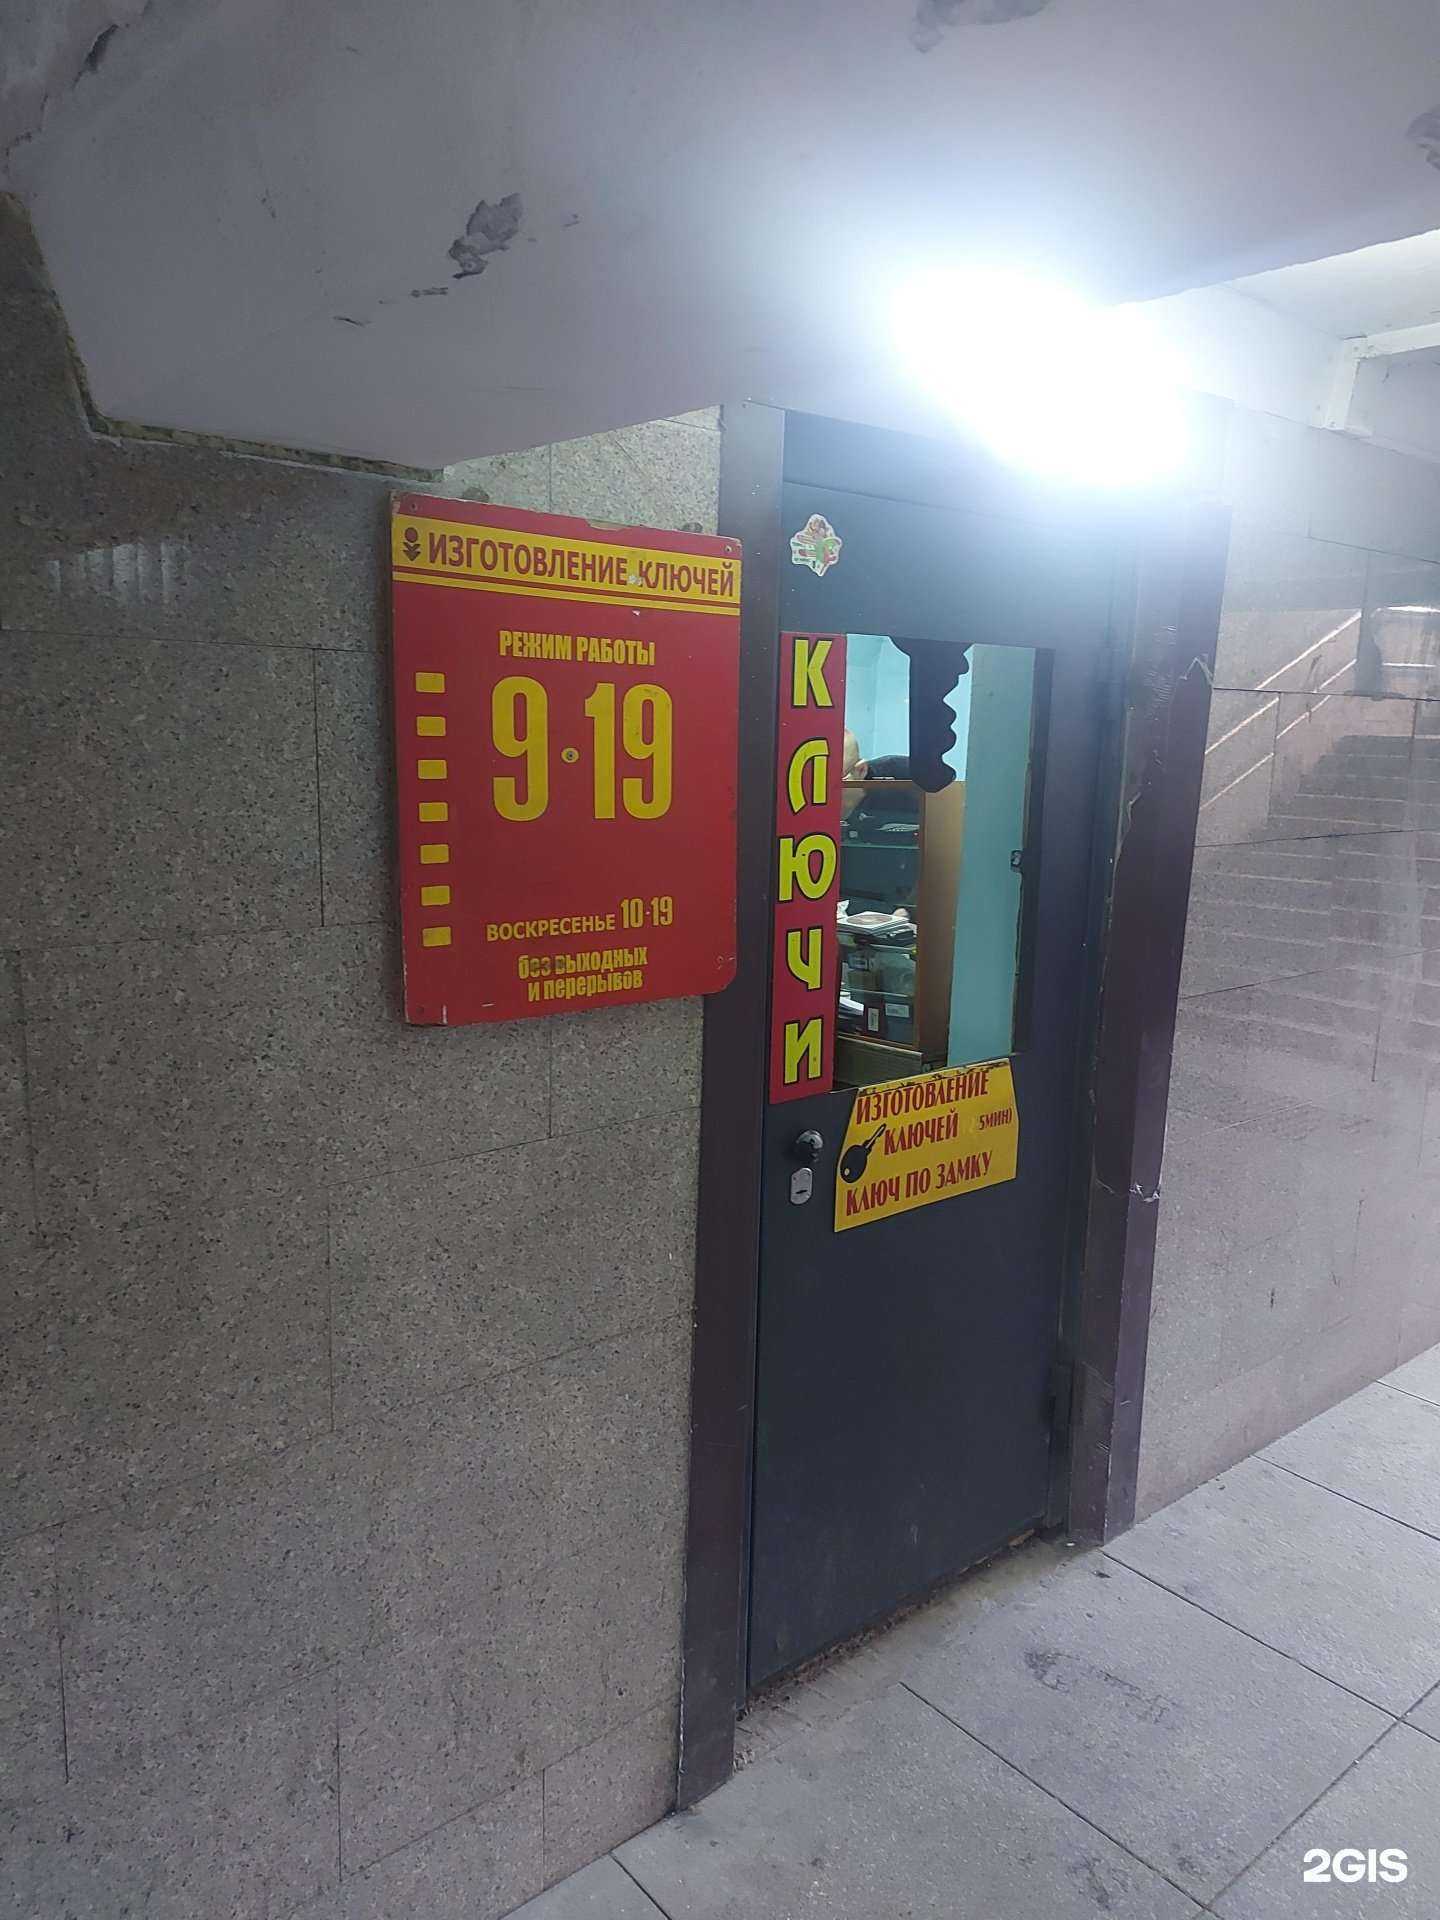 ИЗГОТОВЛЕНИЕ КЛЮЧЕЙ
РЕЖИМ РАБОТЫ
9·19
ВОСКРЕСЕНЬЕ 10-19
без выходных
и перерывов
КЛЮЧИ
ИЗГОТОВЛЕНИЕ
КЛЮЧЕЙ 5МИН)
КЛЮЧ ПО ЗАМКУ
2GIS